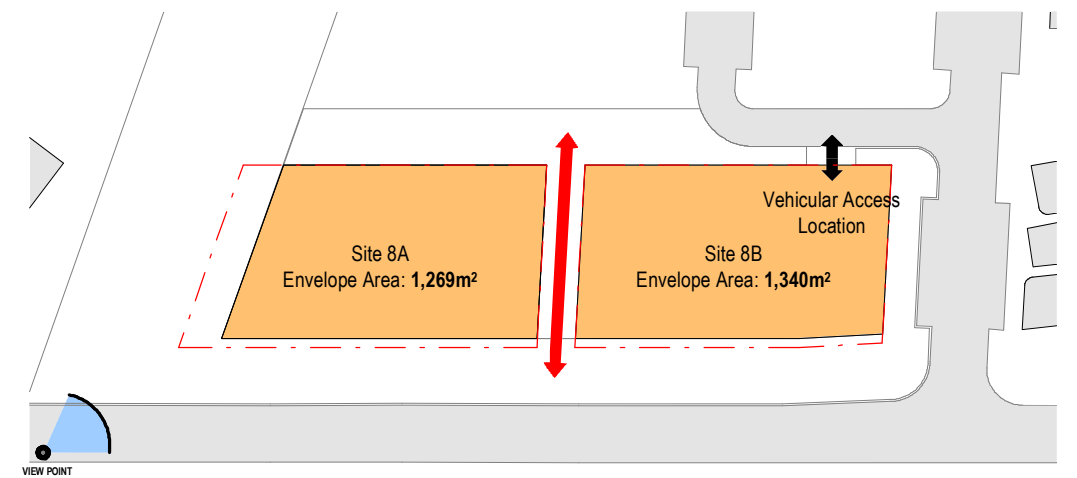 Vehicular Access
Location
Site 8A
Envelope Area: 1,269m²
Site 8B
Envelope Area: 1,340m²
VIEW POINT